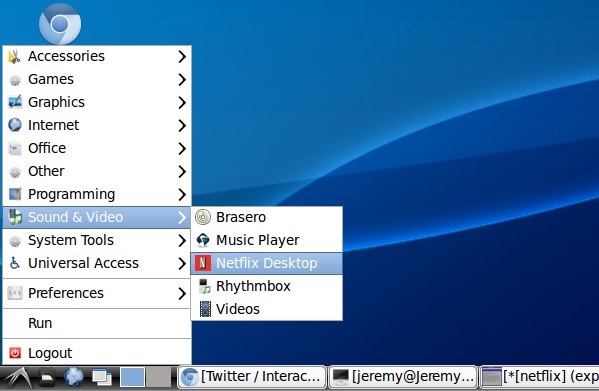 Accessories
Games
Graphics
Internet
Office
Other
Programming
Sound & Video
System Tools
Universal Access
Preferences
Run
Logout
Brasero
Music Player
Netflix Desktop
Rhythmbox
Videos
[Twitter / Interac...
[jeremy@Jeremy...
[*[netflix] (exp